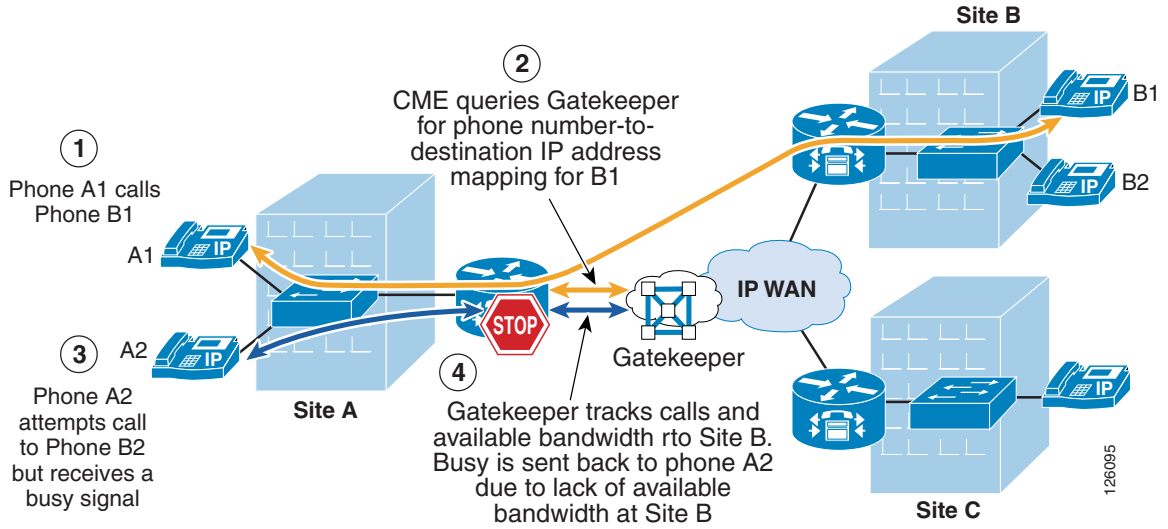 Site B
2
CME queries Gatekeeper
for phone number-to-
destination IP address
mapping for B1
1
Phone A1 calls
Phone B1
A1
IP
IP
B1
IP
B2
IP WAN
STOP
Gatekeeper
3
A2
IP
Phone A2
attempts call
to Phone B2
but receives a
busy signal
Site A
4
Gatekeeper tracks calls and
available bandwidth rto Site B.
Busy is sent back to phone A2
due to lack of available
bandwidth at Site B
IP
Site C
126095